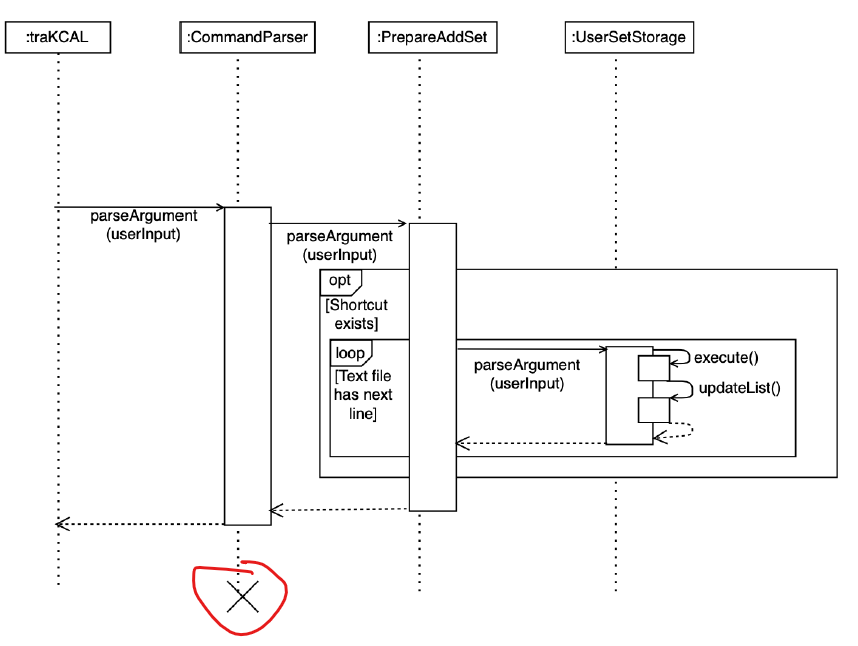 :traKCAL
:CommandParser
:PrepareAddSet
:UserSetStorage
parseArgument
(userInput)
parseArgument
(userInput)
opt
[Shortcut
exists]
loop
[Text file
has next
line]
parseArgument
(userInput)
execute()
updateList()